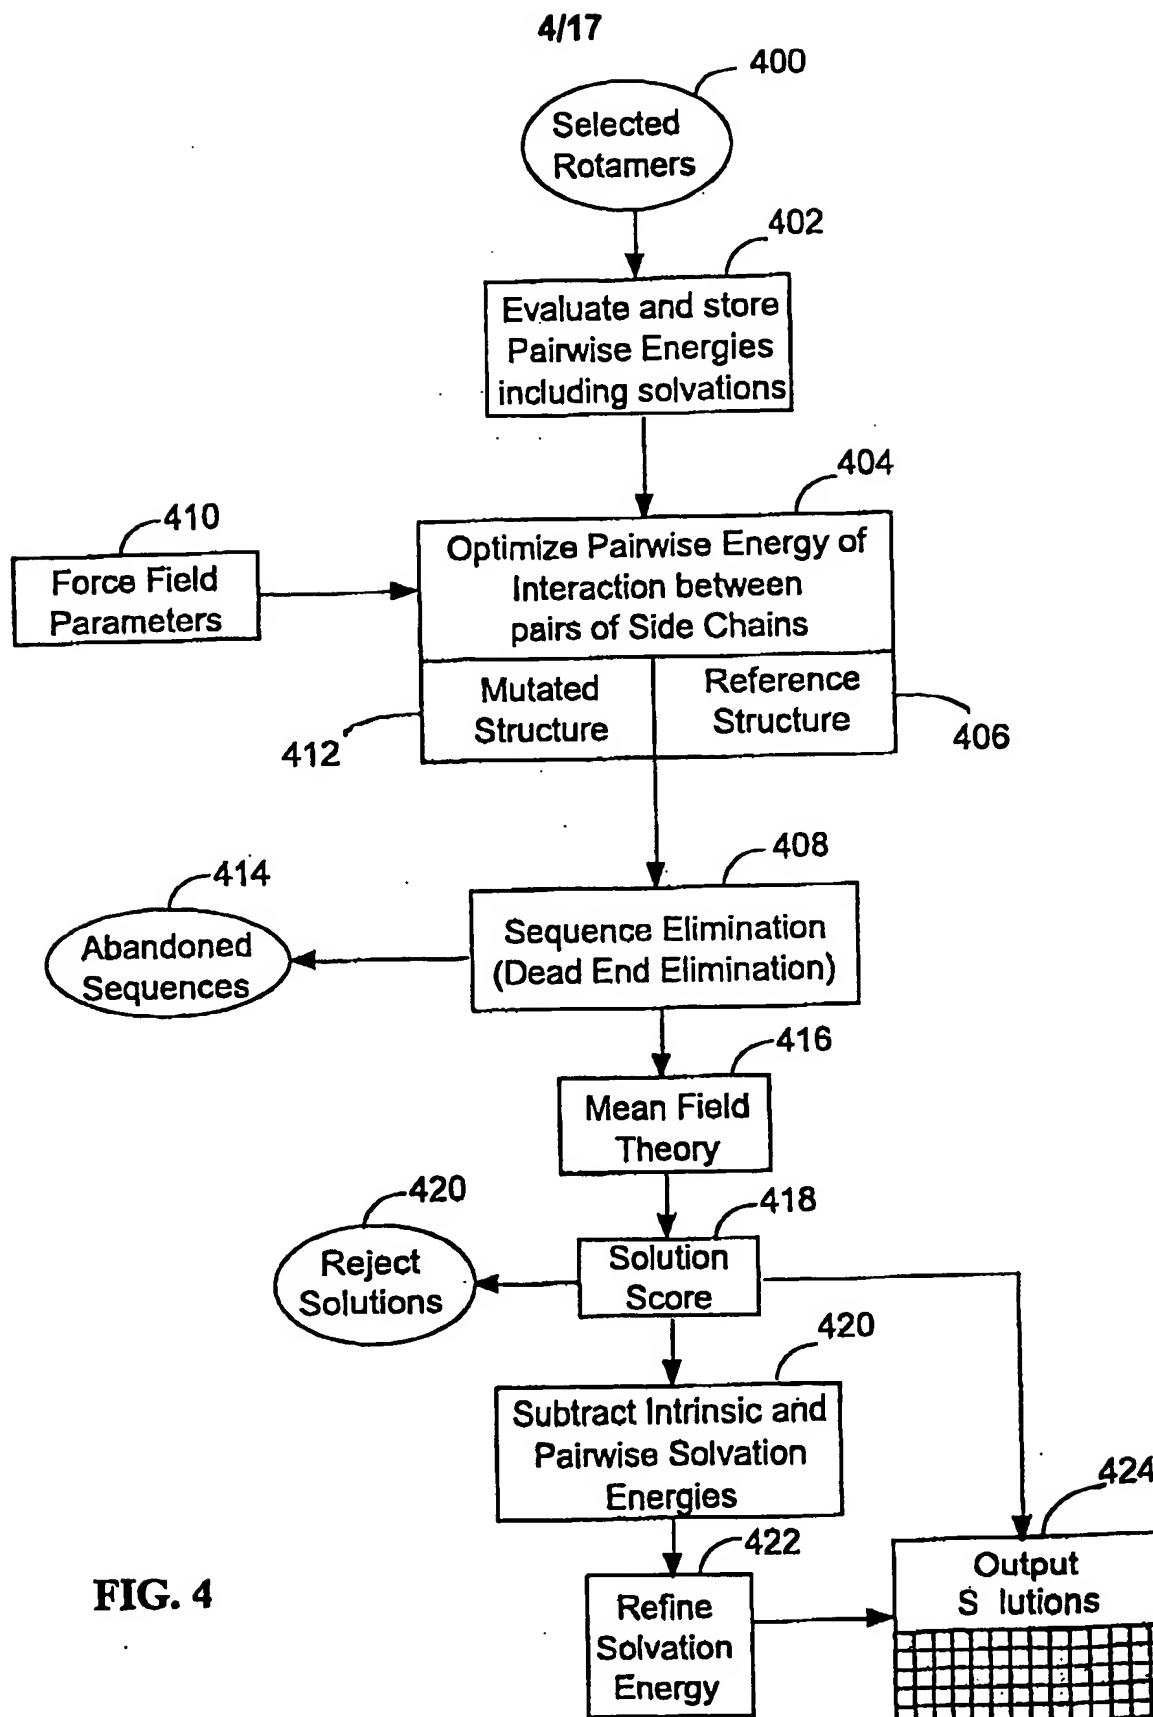 4/17
400
Selected
Rotamers
402
Evaluate and store
Pairwise Energies
including solvations
404
410
Force Field
Parameters
Optimize Pairwise Energy of
Interaction between
pairs of Side Chains
Mutated
Structure
Reference
Structure
412
406
408
414
Abandoned
Sequences
Sequence Elimination
(Dead End Elimination)
416
Mean Field
Theory
420
418
Reject
Solutions
Solution
Score
420
Subtract Intrinsic and
Pairwise Solvation
Energies
424
422
Output
S lutions
FIG. 4
Refine
Solvation
Energy